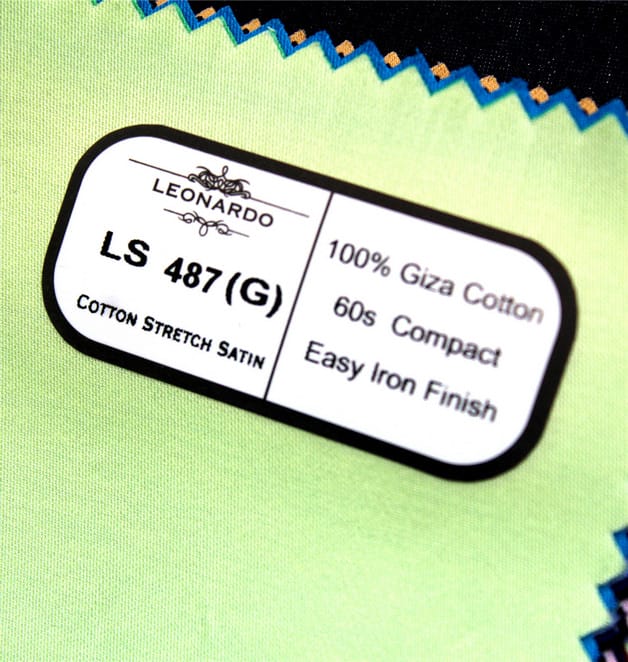 LEONARDO
LS 487(G)
COTTON STRETCH SATIN
100% Giza Cotton
60s Compact
Easy Iron Finish